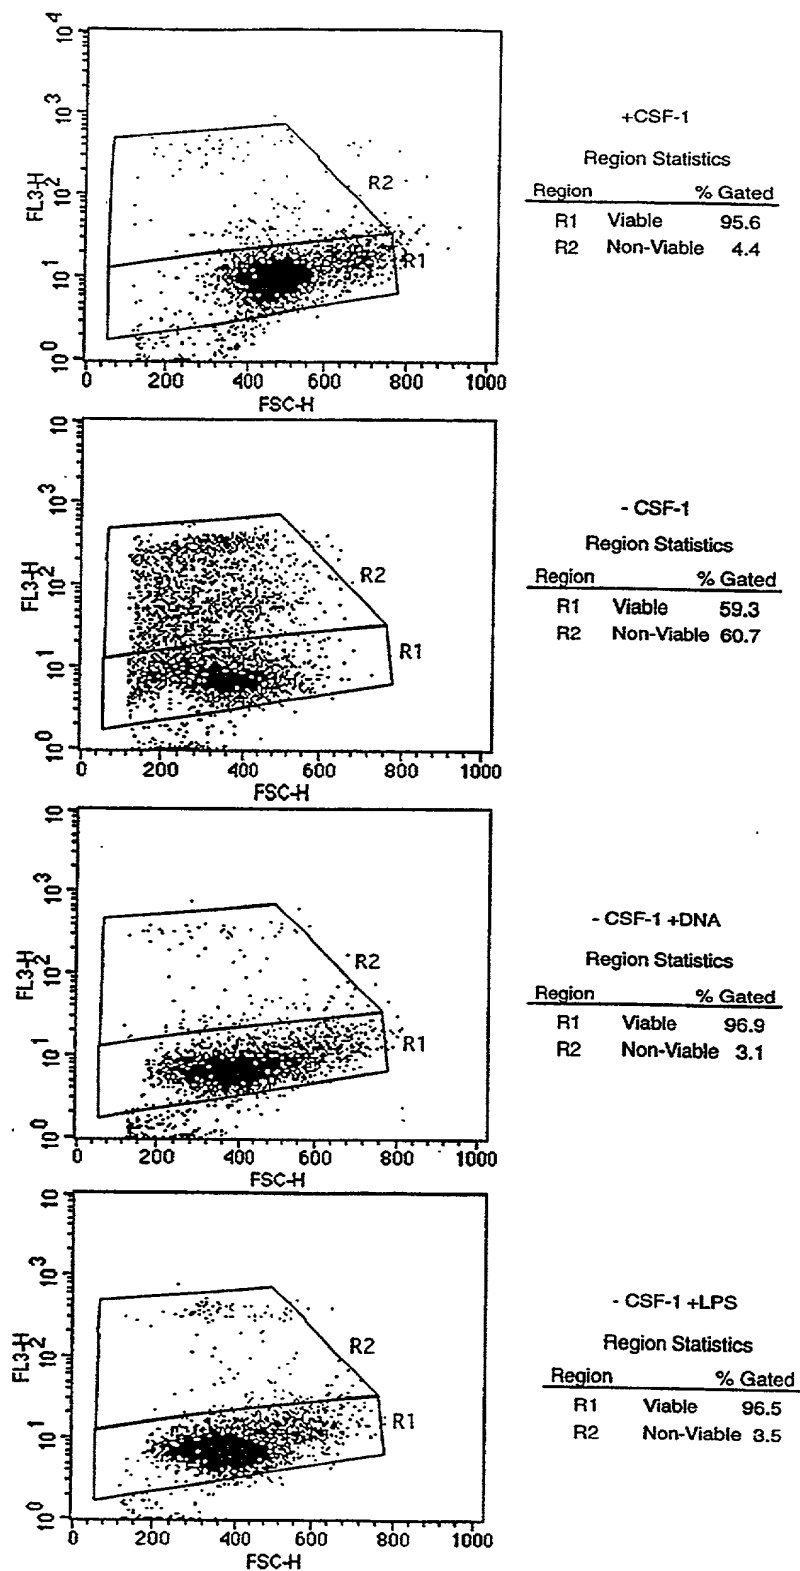 10^4
10^3
10^2
10^1
10^0
FL3-H
R2
R1
0 200 400 600 800 1000
FSC-H
+CSF-1
Region Statistics
Region % Gated
R1 Viable 95.6
R2 Non-Viable 4.4
10
10^3
10^2
10^1
10^0
FL3-H
R2
R1
0 200 400 600 800 1000
FSC-H
- CSF-1
Region Statistics
Region % Gated
R1 Viable 59.3
R2 Non-Viable 60.7
10
10^3
10^2
10^1
10^0
FL3-H
R2
R1
0 200 400 600 800 1000
FSC-H
- CSF-1 +DNA
Region Statistics
Region % Gated
R1 Viable 96.9
R2 Non-Viable 3.1
10
10^3
10^2
10^1
10^0
FL3-H
R2
R1
0 200 400 600 800 1000
FSC-H
- CSF-1 +LPS
Region Statistics
Region % Gated
R1 Viable 96.5
R2 Non-Viable 3.5